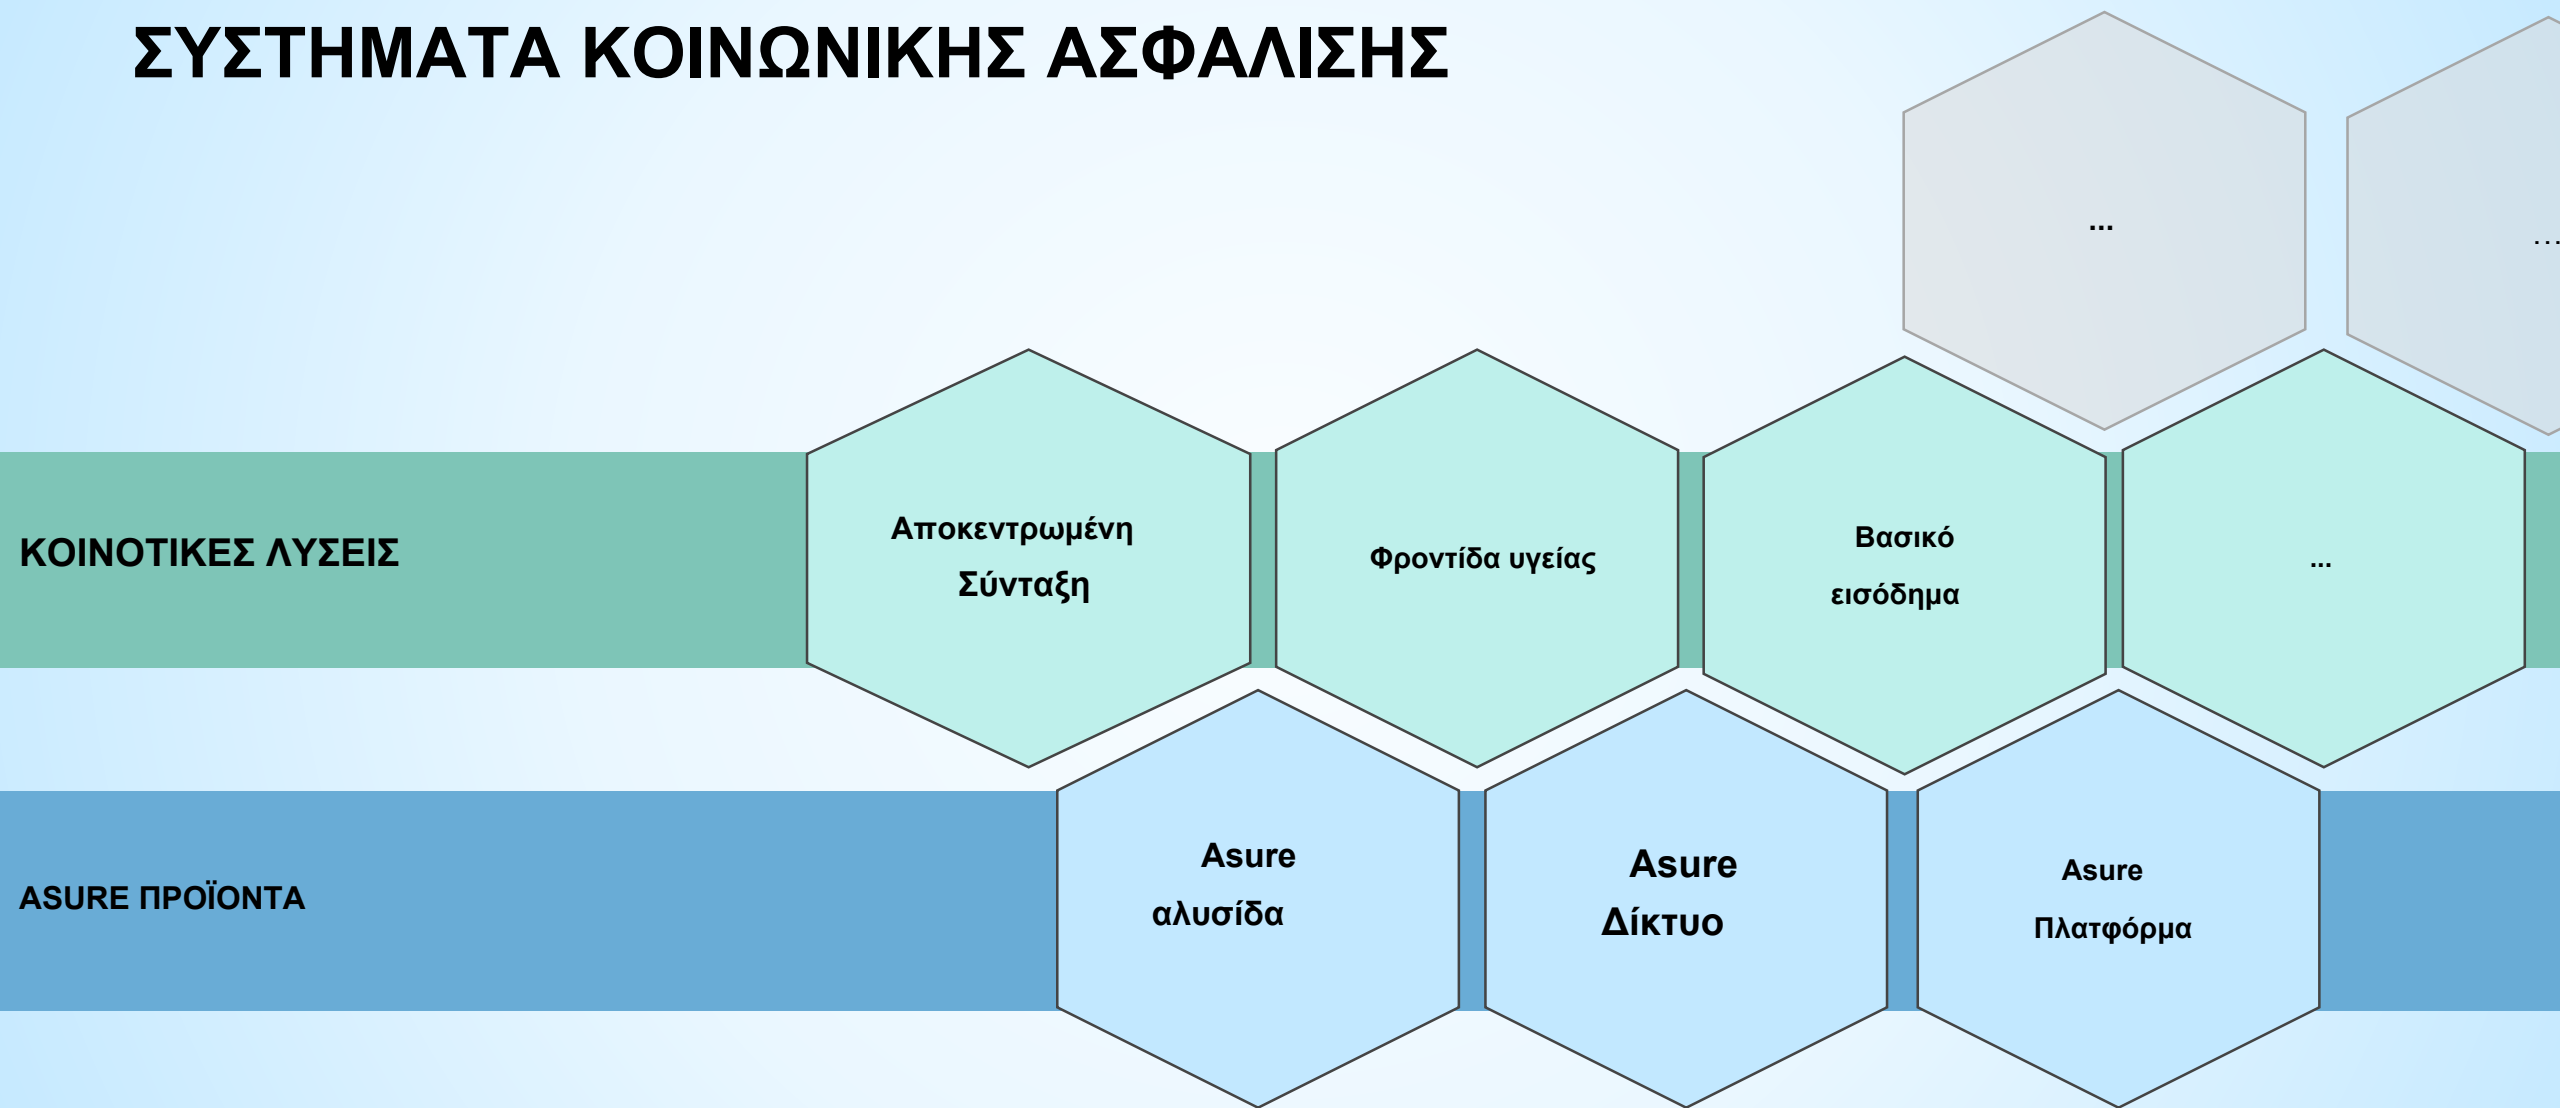 ΣΥΣΤΗΜΑΤΑ ΚΟΙΝΩΝΙΚΗΣ ΑΣΦΑΛΙΣΗΣ
...
...
ΚΟΙΝΟΤΙΚΕΣ ΛΥΣΕΙΣ
Αποκεντρωμένη
Σύνταξη
Φροντίδα υγείας
Βασικό
εισόδημα
...
ASURE ΠΡΟΪΟΝΤΑ
Asure
αλυσίδα
Asure
Δίκτυο
Asure
Πλατφόρμα